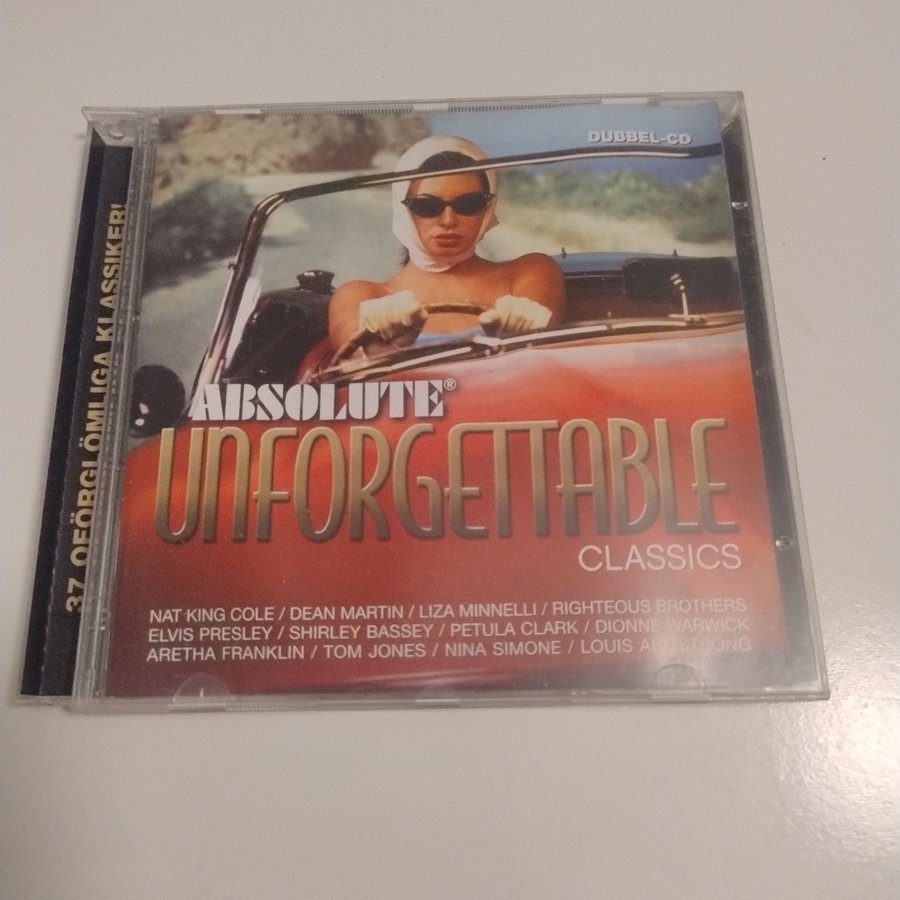 DUBBEL-CD
37 OFÖRGLÖMLIGA KLASSIKER!
ABSOLUTE®
UNFORGETTABLE
CLASSICS
NAT KING COLE / DEAN MARTIN / LIZA MINNELLI / RIGHTEOUS BROTHERS
ELVIS PRESLEY / SHIRLEY BASSEY / PETULA CLARK / DIONNE WARWICK
ARETHA FRANKLIN / TOM JONES / NINA SIMONE / LOUIS ARMSTRONG